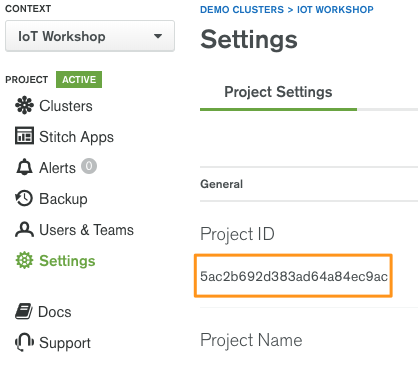 CONTEXT
IoT Workshop
PROJECT ACTIVE
Clusters
Stitch Apps
Alerts 0
Backup
Users & Teams
Settings
Docs
Support
DEMO CLUSTERS > IOT WORKSHOP
Settings
Project Settings
General
Project ID
5ac2b692d383ad64a84ec9ac
Project Name